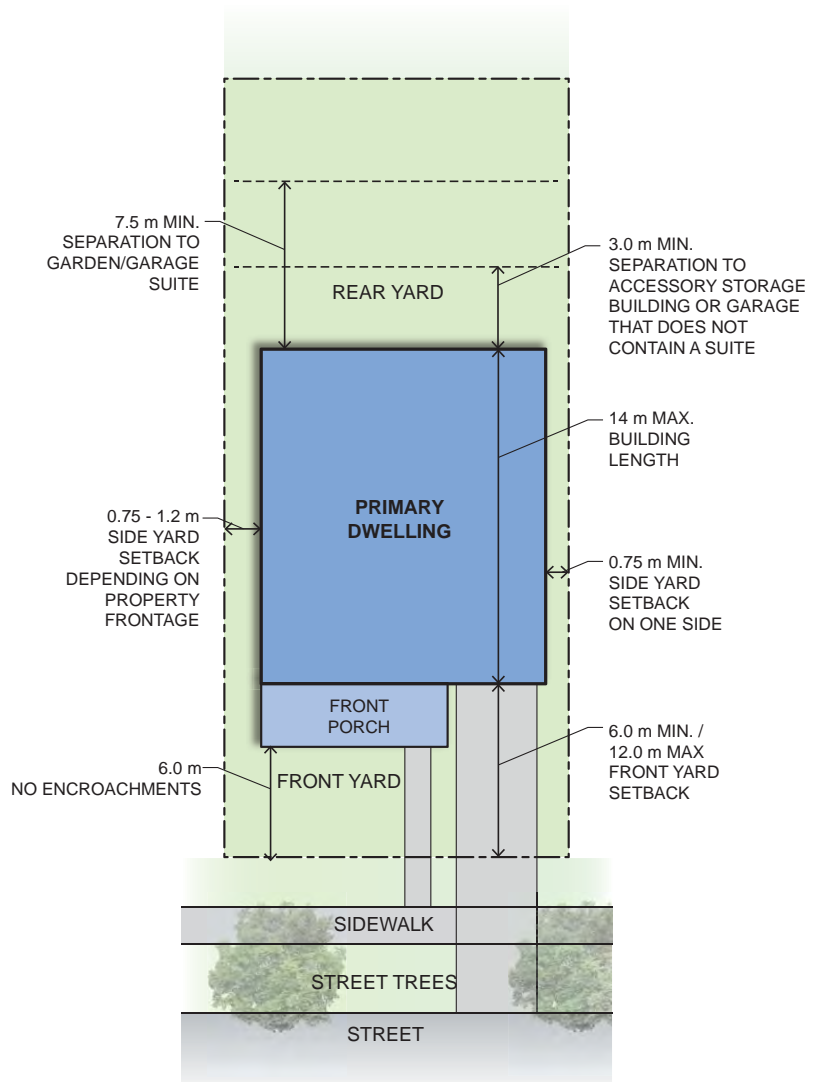 7.5 m MIN.
SEPARATION TO
GARDEN/GARAGE
SUITE
3.0 m MIN.
SEPARATION TO
ACCESSORY STORAGE
BUILDING OR GARAGE
THAT DOES NOT
CONTAIN A SUITE
REAR YARD
14 m MAX.
BUILDING
LENGTH
PRIMARY
DWELLING
0.75 - 1.2 m
SIDE YARD
SETBACK
DEPENDING ON
PROPERTY
FRONTAGE
0.75 m MIN.
SIDE YARD
SETBACK
ON ONE SIDE
FRONT
PORCH
6.0 m MIN. /
12.0 m MAX
FRONT YARD
SETBACK
6.0 m
NO ENCROACHMENTS
FRONT YARD
SIDEWALK
STREET TREES
STREET